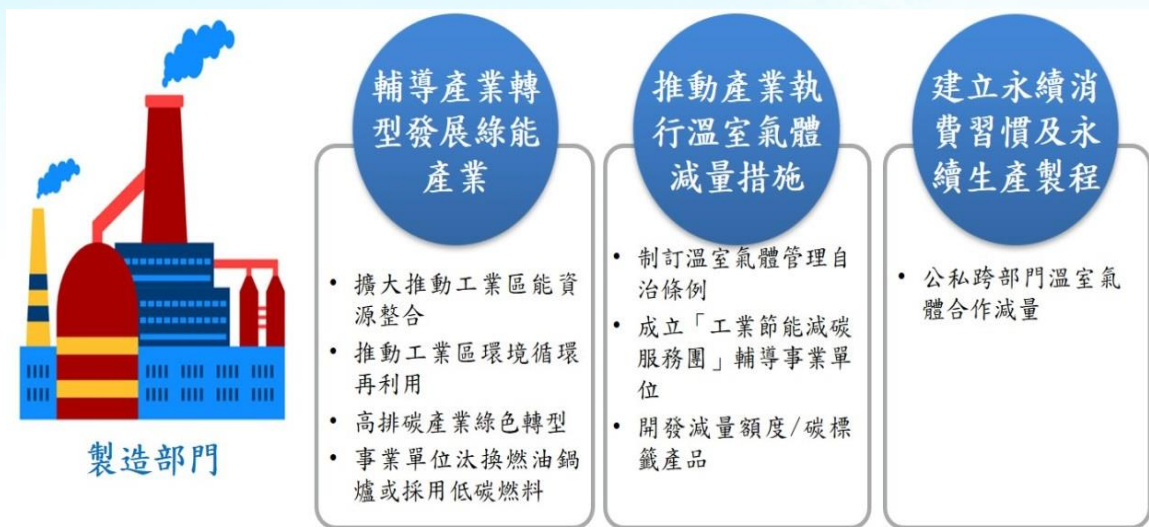 製造部門
輔導產業轉
型發展綠能
產業
• 擴大推動工業區能資
源整合
• 推動工業區環境循環
再利用
• 高排碳產業綠色轉型
• 事業單位汰換燃油鍋
爐或採用低碳燃料
推動產業執
行溫室氣體
減量措施
• 制訂溫室氣體管理自
治條例
• 成立「工業節能減碳
服務團」輔導事業單
位
• 開發減量額度/碳標
籤產品
建立永續消
費習慣及永
續生產製程
• 公私跨部門溫室氣
體合作減量